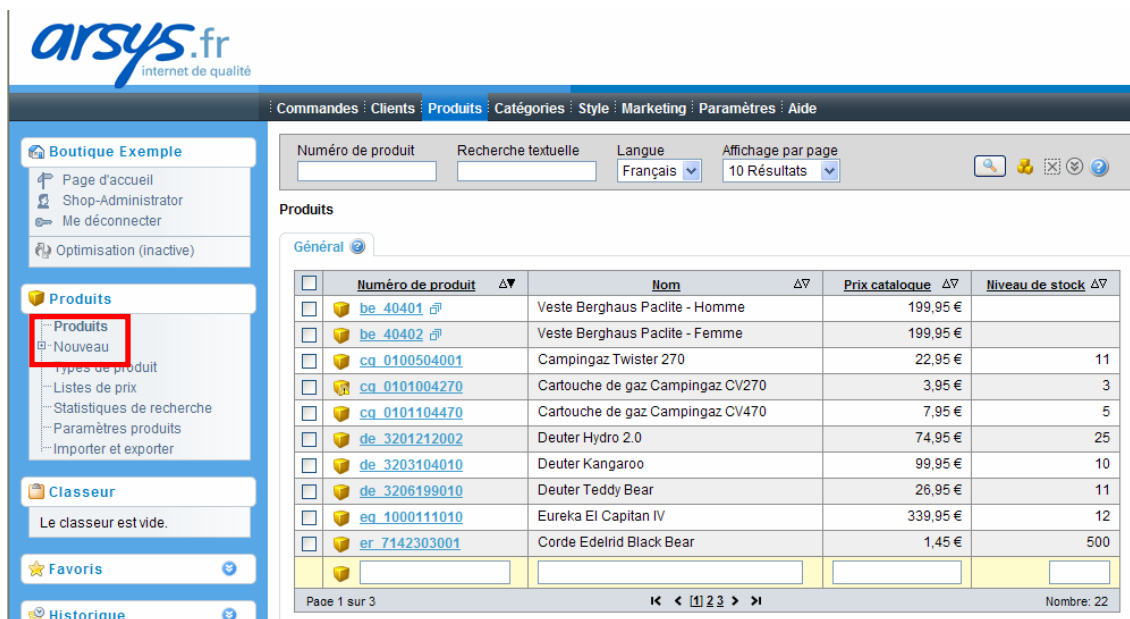 arsys.fr
internet de qualité
Commandes Clients Produits Catégories Style Marketing Paramètres Aide
Boutique Exemple
Page d'accueil
Shop-Administrator
Me déconnecter
Optimisation (inactive)
Produits
Produits
Nouveau
Types de produit
Listes de prix
Statistiques de recherche
Paramètres produits
Importer et exporter
Classeur
Le classeur est vide.
Favoris
Historique
Numéro de produit Recherche textuelle Langue Affichage par page
Français 10 Résultats
Produits
Général
Numéro de produit Nom Prix catalogue Niveau de stock
be_40401 Veste Berghaus Paclite - Homme 199,95 €
be_40402 Veste Berghaus Paclite - Femme 199,95 €
cg_0100504001 Campingaz Twister 270 22,95 € 11
cg_0101004270 Cartouche de gaz Campingaz CV270 3,95 € 3
cg_0101104470 Cartouche de gaz Campingaz CV470 7,95 € 5
de_3201212002 Deuter Hydro 2.0 74,95 € 25
de_3203104010 Deuter Kangaroo 99,95 € 10
de_3206199010 Deuter Teddy Bear 26,95 € 11
eg_1000111010 Eureka El Capitan IV 339,95 € 12
er_7142303001 Corde Edelrid Black Bear 1,45 € 500
Page 1 sur 3 [1] 2 3 Nombre: 22